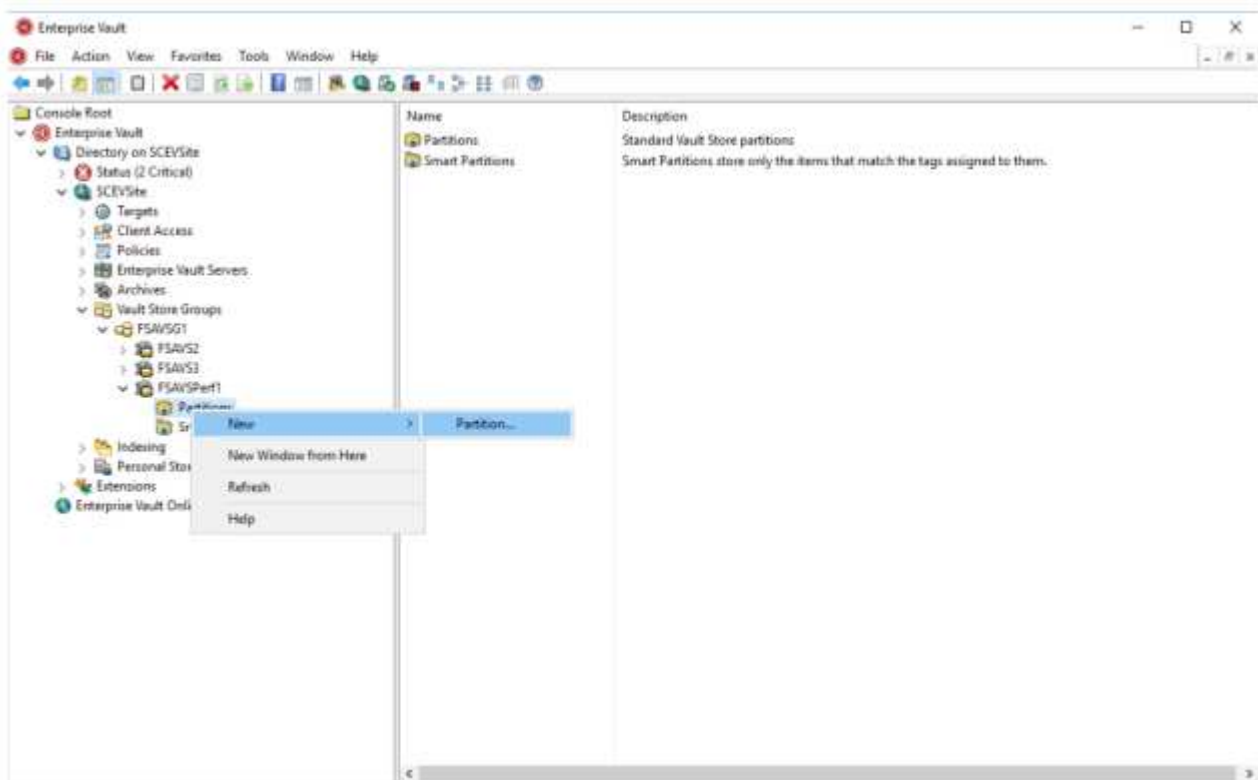 Enterprise Vault
File Action View Favorites Tools Window Help
Console Root
Enterprise Vault
Directory on SCEVSite
Status (2 Critical)
SCEVSite
Targets
Client Access
Policies
Enterprise Vault Servers
Archives
Vault Store Groups
FSAVSG1
FSAVS2
FSAVS3
FSAVSPerf1
Partitions
Indexing
Personal Stor
Extensions
Enterprise Vault Onli
New
Partition...
New Window from Here
Refresh
Help
Name Description
Partitions Standard Vault Store partitions
Smart Partitions Smart Partitions store only the items that match the tags assigned to them.